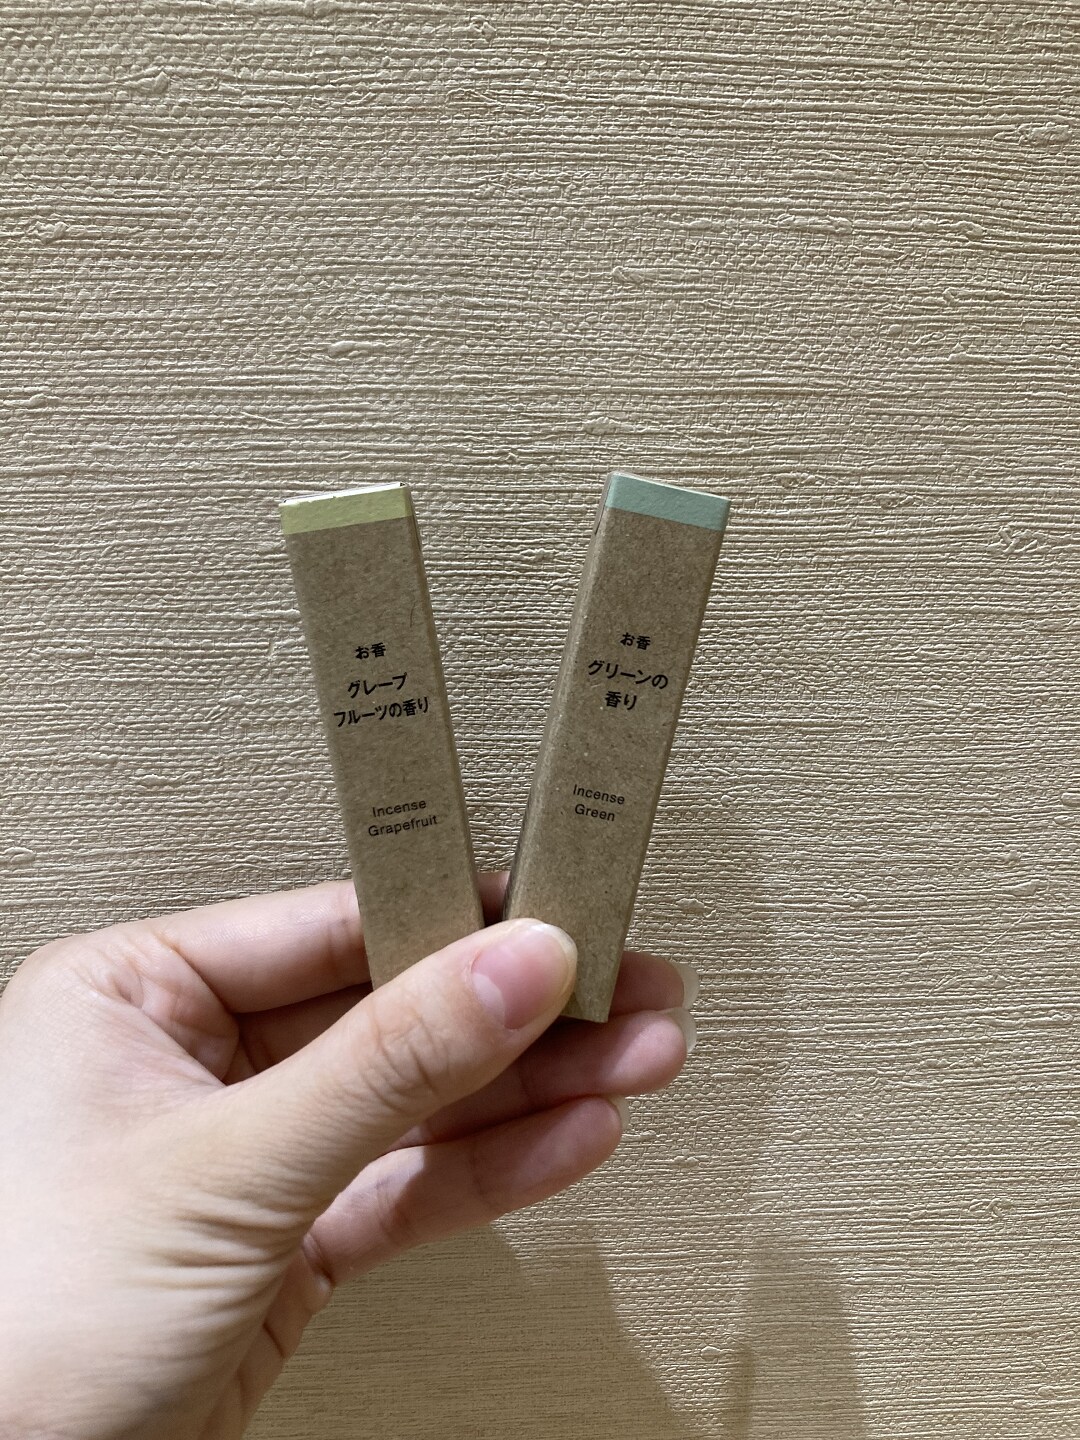 お香
グレープ
フルーツの香り
Incense
Grapefruit
お香
グリーンの
香り
Incense
Green